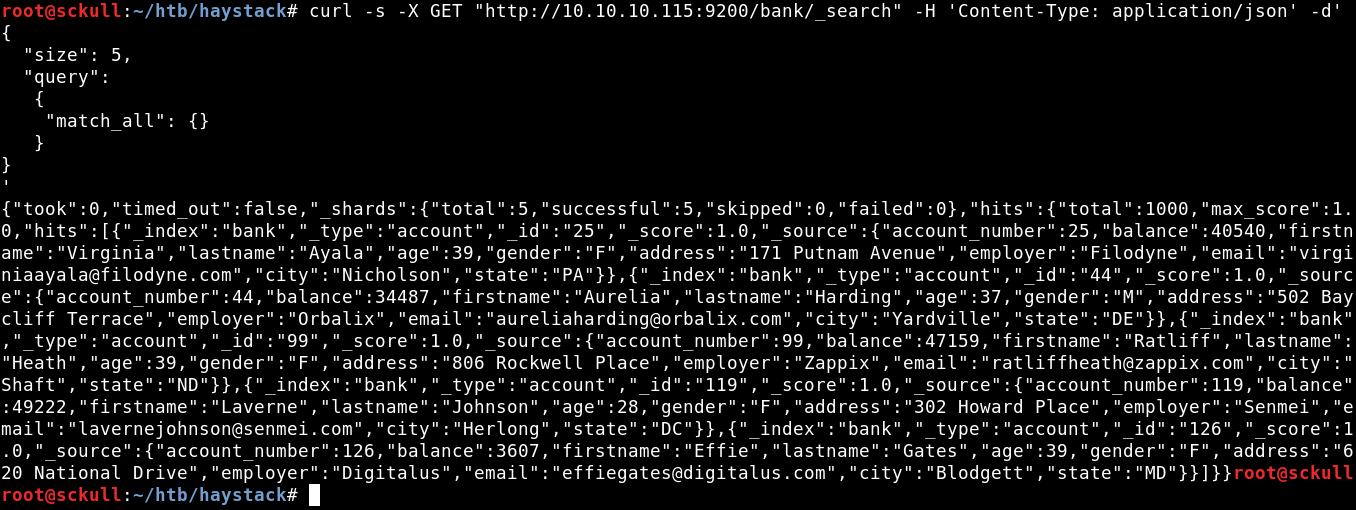 root@sckull:~/htb/haystack# curl -s -X GET "http://10.10.10.115:9200/bank/_search" -H 'Content-Type: application/json' -d'
{
  "size": 5,
  "query":
   {
    "match_all": {}
   }
}
'
{"took":0,"timed_out":false,"_shards":{"total":5,"successful":5,"skipped":0,"failed":0},"hits":{"total":1000,"max_score":1.
0,"hits":[{"_index":"bank","_type":"account","_id":"25","_score":1.0,"_source":{"account_number":25,"balance":40540,"firstn
ame":"Virginia","lastname":"Ayala","age":39,"gender":"F","address":"171 Putnam Avenue","employer":"Filodyne","email":"virgi
niaayala@filodyne.com","city":"Nicholson","state":"PA"}},{"_index":"bank","_type":"account","_id":"44","_score":1.0,"_sourc
e":{"account_number":44,"balance":34487,"firstname":"Aurelia","lastname":"Harding","age":37,"gender":"M","address":"502 Bay
cliff Terrace","employer":"Orbalix","email":"aureliaharding@orbalix.com","city":"Yardville","state":"DE"}},{"_index":"bank"
,"_type":"account","_id":"99","_score":1.0,"_source":{"account_number":99,"balance":47159,"firstname":"Ratliff","lastname":
"Heath","age":39,"gender":"F","address":"806 Rockwell Place","employer":"Zappix","email":"ratliffheath@zappix.com","city":"
Shaft","state":"ND"}},{"_index":"bank","_type":"account","_id":"119","_score":1.0,"_source":{"account_number":119,"balance"
:49222,"firstname":"Laverne","lastname":"Johnson","age":28,"gender":"F","address":"302 Howard Place","employer":"Senmei","e
mail":"lavernejohnson@senmei.com","city":"Herlong","state":"DC"}},{"_index":"bank","_type":"account","_id":"126","_score":1
.0,"_source":{"account_number":126,"balance":3607,"firstname":"Effie","lastname":"Gates","age":39,"gender":"F","address":"6
20 National Drive","employer":"Digitalus","email":"effiegates@digitalus.com","city":"Blodgett","state":"MD"}}]}}root@sckull
root@sckull:~/htb/haystack#